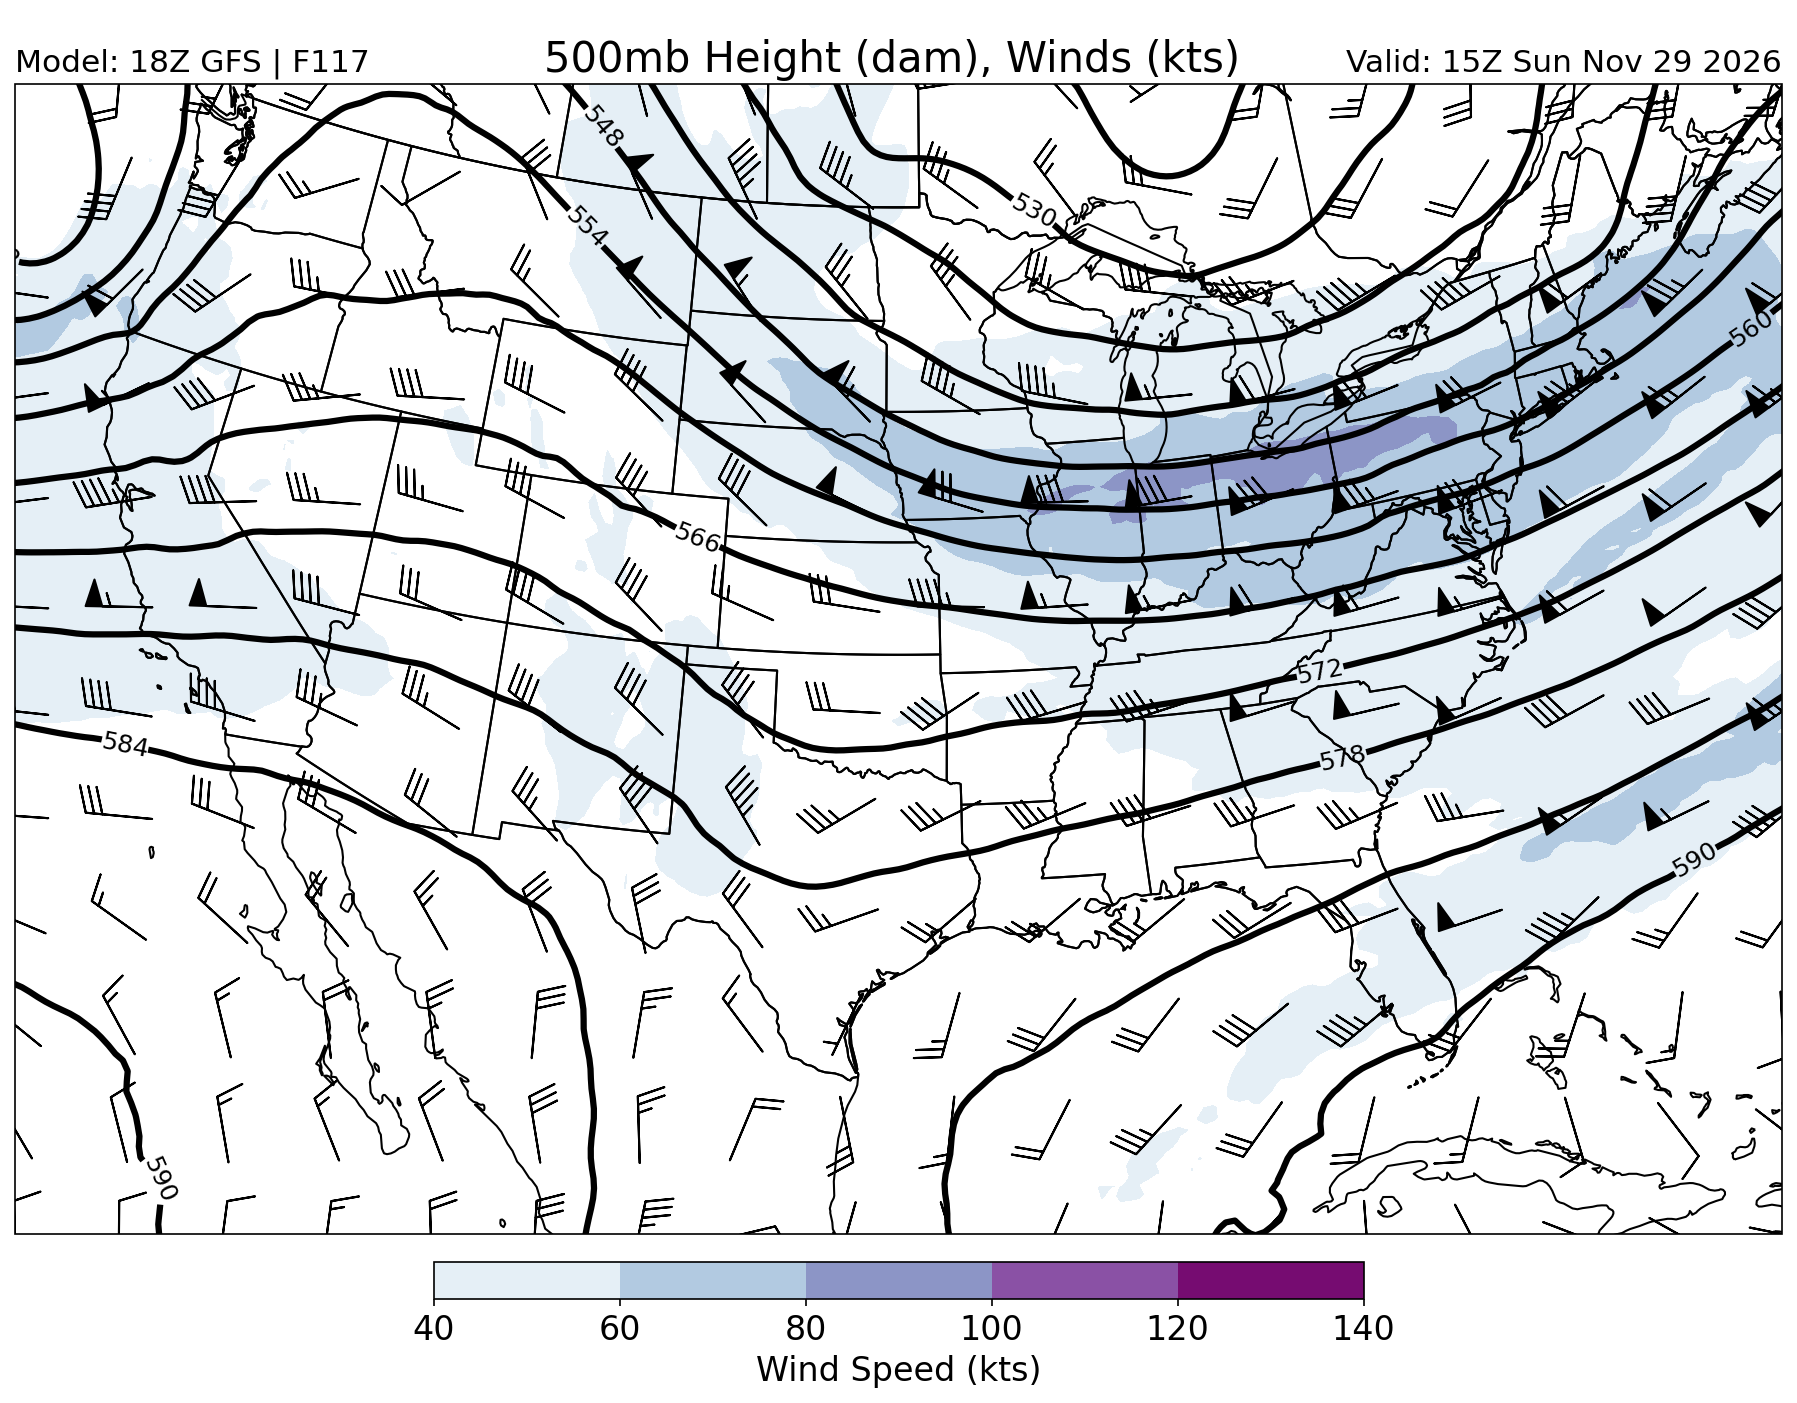 Model: 18Z GFS | F117
500mb Height (dam), Winds (kts)
Valid: 15Z Sun Nov 29 2026
548
554
530
560
566
572
578
584
590
590
40 60 80 100 120 140
Wind Speed (kts)